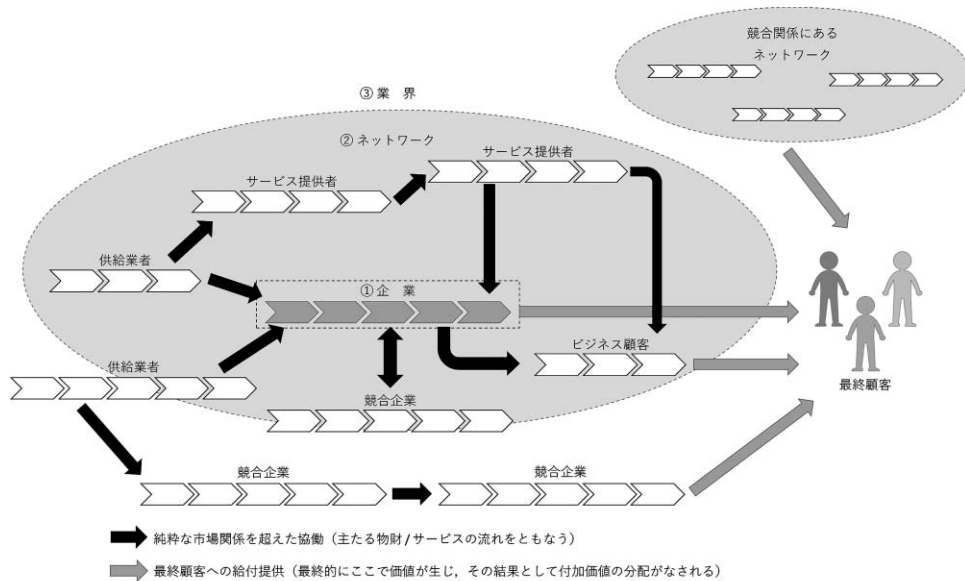 競合関係にある
ネットワーク
③ 業 界
② ネットワーク
サービス提供者
サービス提供者
供給業者
① 企 業
ビジネス顧客
供給業者
最終顧客
競合企業
競合企業
競合企業
純粋な市場関係を超えた協働（主たる物財 / サービスの流れをともなう）
最終顧客への給付提供（最終的にここで価値が生じ，その結果として付加価値の分配がなされる）